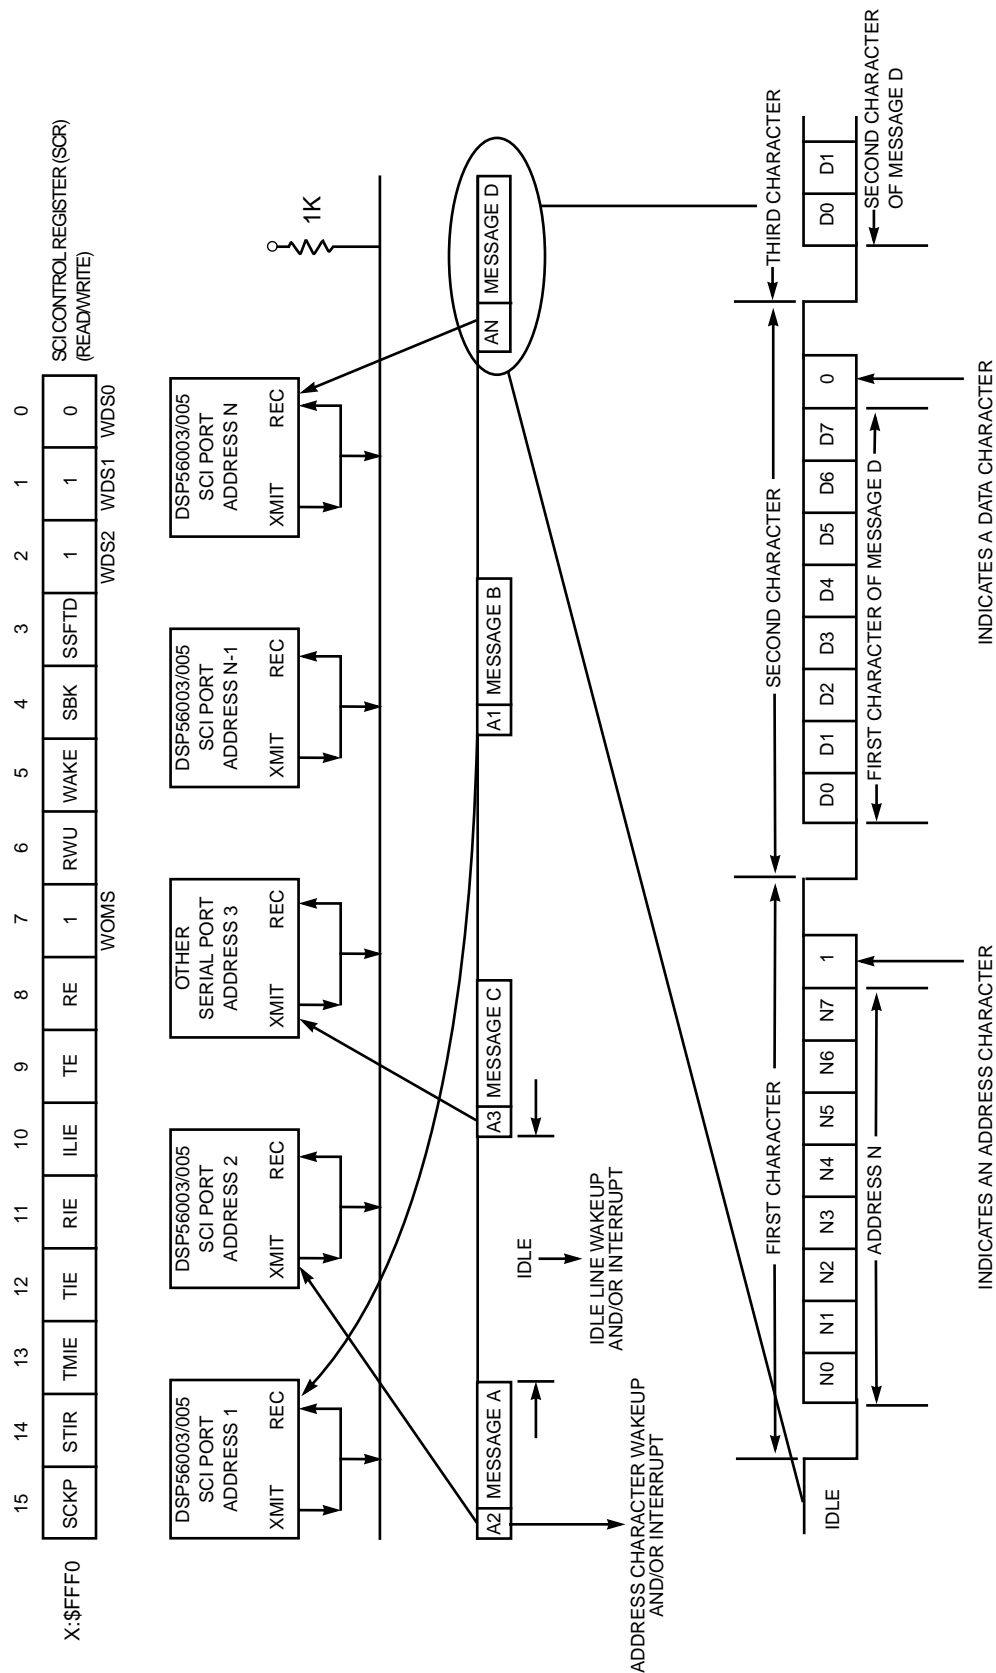 15 14 13 12 11 10 9 8 7 6 5 4 3 2 1 0
X:$FFF0 SCKP STIR TMIE TIE RIE ILIE TE RE 1 RWU WAKE SBK SSFTD 1 1 0
SCI CONTROL REGISTER (SCR)
(READ/WRITE)
WOMS WDS2 WDS1 WDS0
DSP56003/005
SCI PORT
ADDRESS 1
XMIT REC
DSP56003/005
SCI PORT
ADDRESS 2
XMIT REC
OTHER
SERIAL PORT
ADDRESS 3
XMIT REC
DSP56003/005
SCI PORT
ADDRESS N-1
XMIT REC
DSP56003/005
SCI PORT
ADDRESS N
XMIT REC
1K
A2 MESSAGE A
A3 MESSAGE C
A1 MESSAGE B
AN MESSAGE D
IDLE
IDLE LINE WAKEUP
AND/OR INTERRUPT
ADDRESS CHARACTER WAKEUP
AND/OR INTERRUPT
FIRST CHARACTER
SECOND CHARACTER
THIRD CHARACTER
IDLE
N0 N1 N2 N3 N4 N5 N6 N7 1
D0 D1 D2 D3 D4 D5 D6 D7 0
D0 D1
ADDRESS N
FIRST CHARACTER OF MESSAGE D
SECOND CHARACTER
OF MESSAGE D
INDICATES AN ADDRESS CHARACTER
INDICATES A DATA CHARACTER